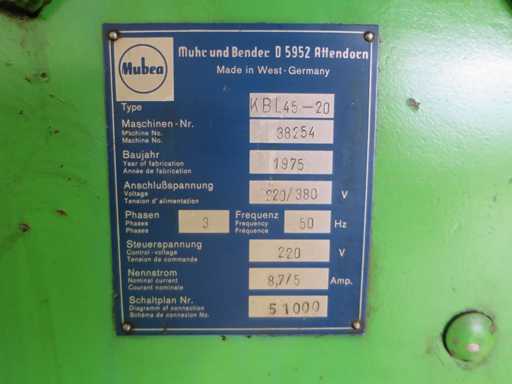 Mubea
Muhr und Bender D 5952 Attendorn
Made in West-Germany
Type KBL45-20
Maschinen-Nr. 38254
Machine No.
Machine No.
Baujahr 1975
Year of fabrication
Année de fabrication
Anschlußspannung 220/380 V
Voltage
Tension d'alimentation
Phasen 3 Frequenz 50 Hz
Phases Frequency
Phases Fréquence
Steuerspannung 220 V
Control-voltage
Tension de commande
Nennstrom 8,7/5 Amp.
Nominal current
Courant nominale
Schaltplan Nr. 51000
Diagramm of connection
Schéma de connexion No.